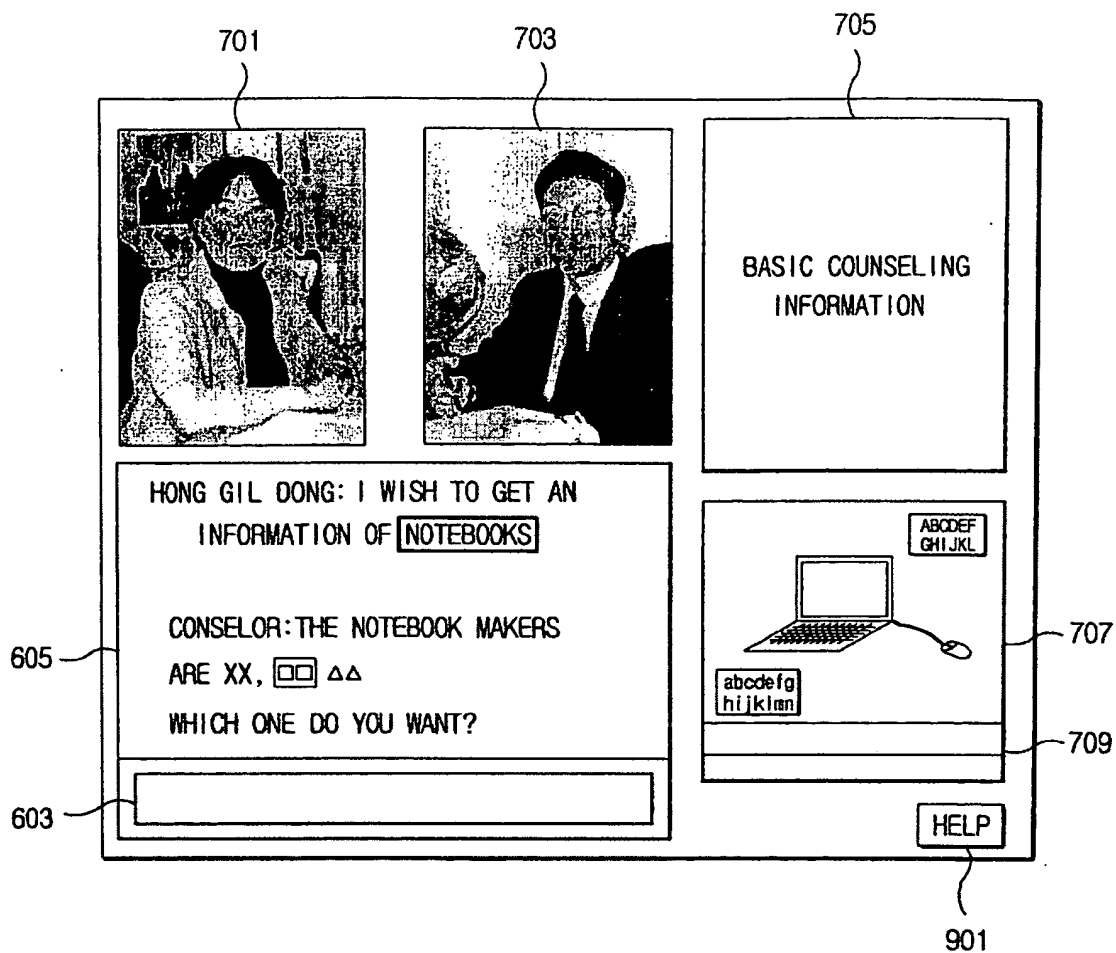 701
703
705
BASIC COUNSELING
INFORMATION
HONG GIL DONG: I WISH TO GET AN
INFORMATION OF NOTEBOOKS
CONSELOR:THE NOTEBOOK MAKERS
ARE XX, □□ △△
WHICH ONE DO YOU WANT?
605
603
ABCDEF
GHIJKL
abcdefg
hijklmn
707
709
HELP
901